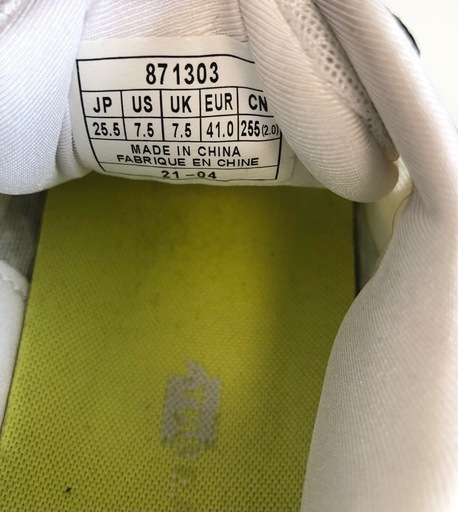 871303
JP US UK EUR CN
25.5 7.5 7.5 41.0 255(2.0)
MADE IN CHINA
FABRIQUE EN CHINE
21-04